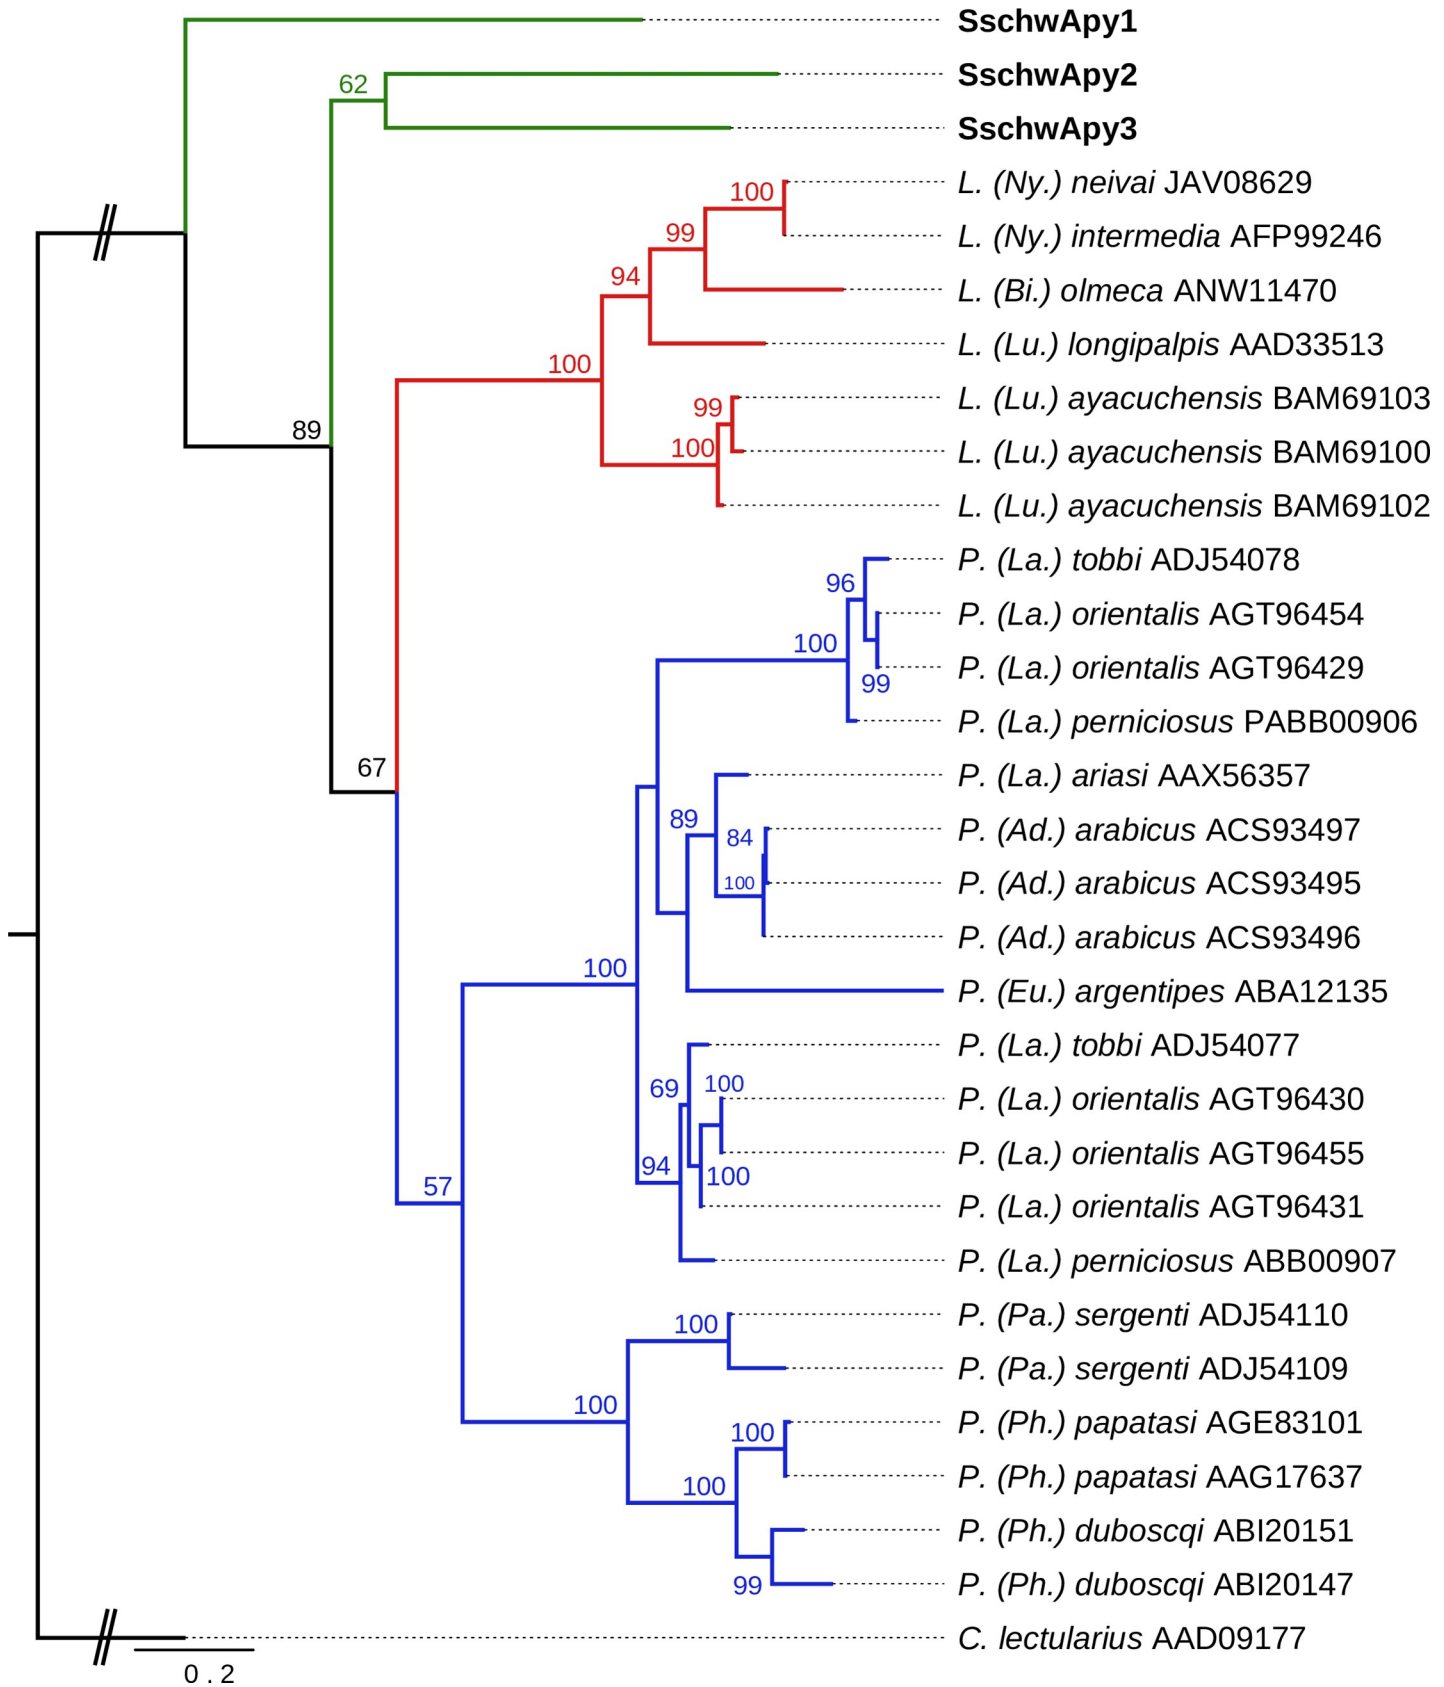 SschwApy1
SschwApy2
62
SschwApy3
L. (Ny.) neivai JAV08629
100
L. (Ny.) intermedia AFP99246
99
L. (Bi.) olmeca ANW11470
94
L. (Lu.) longipalpis AAD33513
100
L. (Lu.) ayacuchensis BAM69103
99
89
L. (Lu.) ayacuchensis BAM69100
100
L. (Lu.) ayacuchensis BAM69102
P. (La.) tobbi ADJ54078
96
P. (La.) orientalis AGT96454
100
P. (La.) orientalis AGT96429
99
P. (La.) perniciosus PABB00906
67
P. (La.) ariasi AAX56357
89
P. (Ad.) arabicus ACS93497
84
P. (Ad.) arabicus ACS93495
100
P. (Ad.) arabicus ACS93496
100
P. (Eu.) argentipes ABA12135
P. (La.) tobbi ADJ54077
69
100
P. (La.) orientalis AGT96430
P. (La.) orientalis AGT96455
94
100
57
P. (La.) orientalis AGT96431
P. (La.) perniciosus ABB00907
P. (Pa.) sergenti ADJ54110
100
P. (Pa.) sergenti ADJ54109
100
P. (Ph.) papatasi AGE83101
100
P. (Ph.) papatasi AAG17637
100
P. (Ph.) duboscqi ABI20151
P. (Ph.) duboscqi ABI20147
99
C. lectularius AAD09177
0 . 2